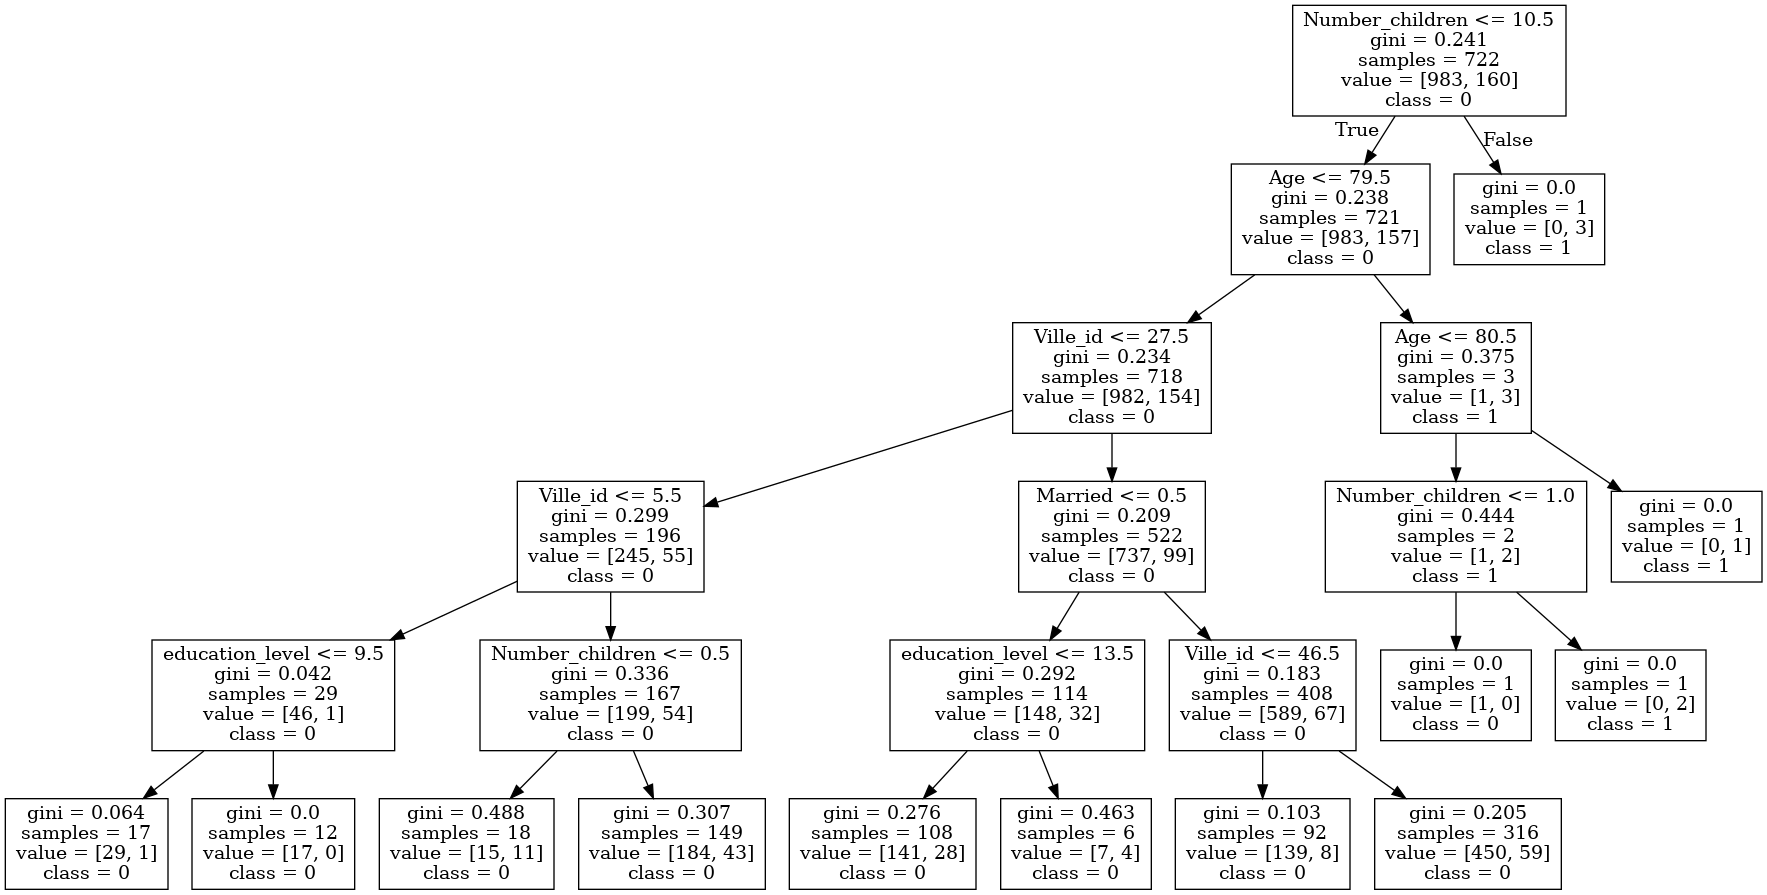 Number_children <= 10.5
gini = 0.241
samples = 722
value = [983, 160]
class = 0
True
False
Age <= 79.5
gini = 0.238
samples = 721
value = [983, 157]
class = 0
gini = 0.0
samples = 1
value = [0, 3]
class = 1
Ville_id <= 27.5
gini = 0.234
samples = 718
value = [982, 154]
class = 0
Age <= 80.5
gini = 0.375
samples = 3
value = [1, 3]
class = 1
Ville_id <= 5.5
gini = 0.299
samples = 196
value = [245, 55]
class = 0
Married <= 0.5
gini = 0.209
samples = 522
value = [737, 99]
class = 0
Number_children <= 1.0
gini = 0.444
samples = 2
value = [1, 2]
class = 1
gini = 0.0
samples = 1
value = [0, 1]
class = 1
education_level <= 9.5
gini = 0.042
samples = 29
value = [46, 1]
class = 0
Number_children <= 0.5
gini = 0.336
samples = 167
value = [199, 54]
class = 0
education_level <= 13.5
gini = 0.292
samples = 114
value = [148, 32]
class = 0
Ville_id <= 46.5
gini = 0.183
samples = 408
value = [589, 67]
class = 0
gini = 0.0
samples = 1
value = [1, 0]
class = 0
gini = 0.0
samples = 1
value = [0, 2]
class = 1
gini = 0.064
samples = 17
value = [29, 1]
class = 0
gini = 0.0
samples = 12
value = [17, 0]
class = 0
gini = 0.488
samples = 18
value = [15, 11]
class = 0
gini = 0.307
samples = 149
value = [184, 43]
class = 0
gini = 0.276
samples = 108
value = [141, 28]
class = 0
gini = 0.463
samples = 6
value = [7, 4]
class = 0
gini = 0.103
samples = 92
value = [139, 8]
class = 0
gini = 0.205
samples = 316
value = [450, 59]
class = 0